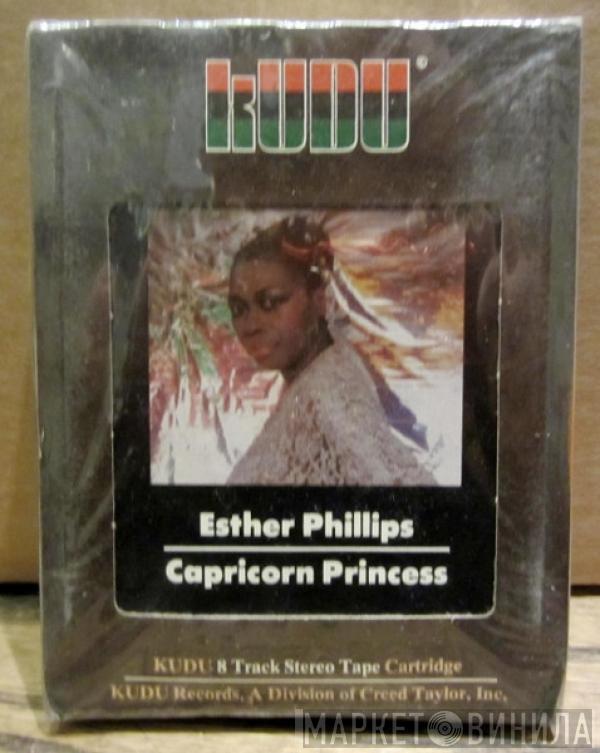 KUDU®
Esther Phillips
Capricorn Princess
KUDU 8 Track Stereo Tape Cartridge
KUDU Records, A Division of Creed Taylor, Inc.
МАРКЕТ ВИНИЛА